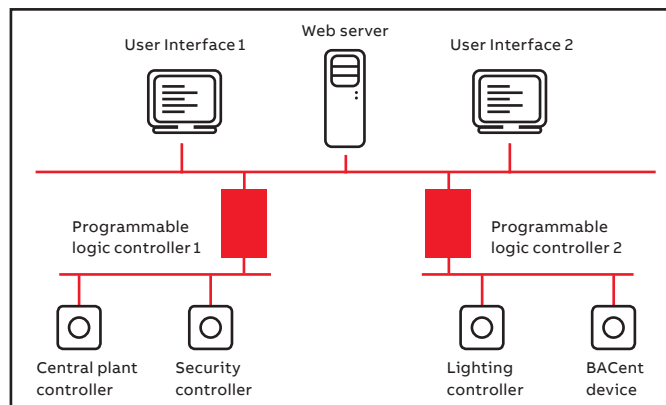 Web server
User Interface 1
User Interface 2
Programmable
logic controller 1
Programmable
logic controller 2
Central plant
controller
Security
controller
Lighting
controller
BACent
device